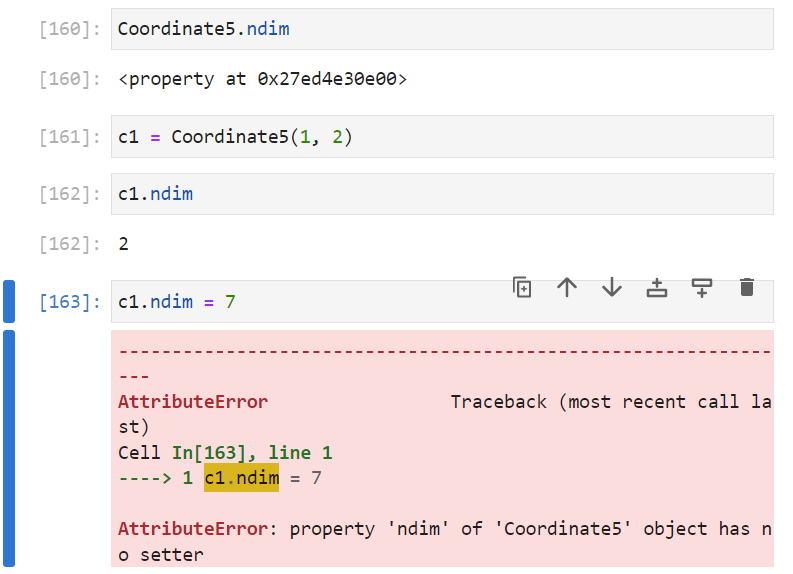 [160]: Coordinate5.ndim
[160]: <property at 0x27ed4e30e00>
[161]: c1 = Coordinate5(1, 2)
[162]: c1.ndim
[162]: 2
[163]: c1.ndim = 7
-------------------------------------------------------------
---
AttributeError                 Traceback (most recent call la
st)
Cell In[163], line 1
----> 1 c1.ndim = 7
AttributeError: property 'ndim' of 'Coordinate5' object has n
o setter